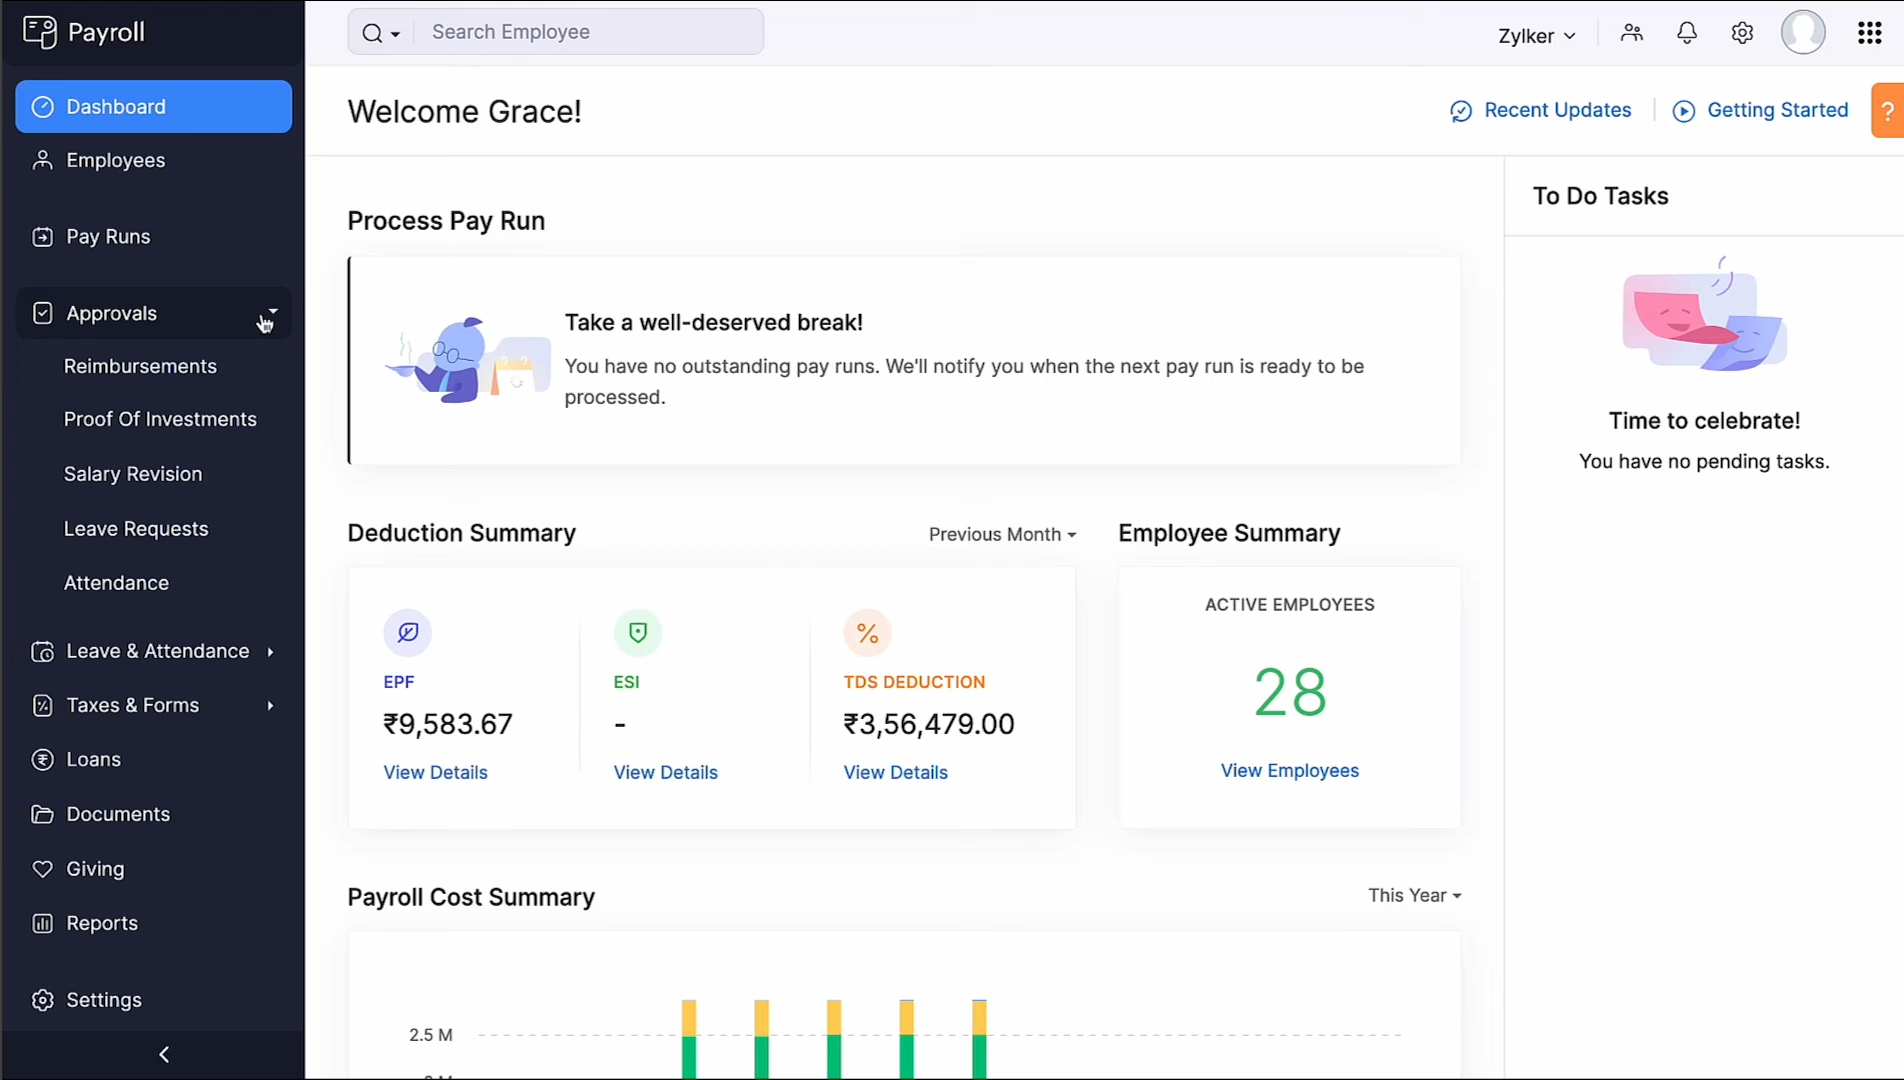 Payroll
Search Employee
Zylker
Dashboard
Employees
Pay Runs
Approvals
Reimbursements
Proof Of Investments
Salary Revision
Leave Requests
Attendance
Leave & Attendance
Taxes & Forms
Loans
Documents
Giving
Reports
Settings
Welcome Grace!
Recent Updates
Getting Started
?
Process Pay Run
Take a well-deserved break!
You have no outstanding pay runs. We'll notify you when the next pay run is ready to be
processed.
To Do Tasks
Time to celebrate!
You have no pending tasks.
Deduction Summary
Previous Month
EPF
₹9,583.67
View Details
ESI
-
View Details
TDS DEDUCTION
₹3,56,479.00
View Details
Employee Summary
ACTIVE EMPLOYEES
28
View Employees
Payroll Cost Summary
This Year
2.5 M